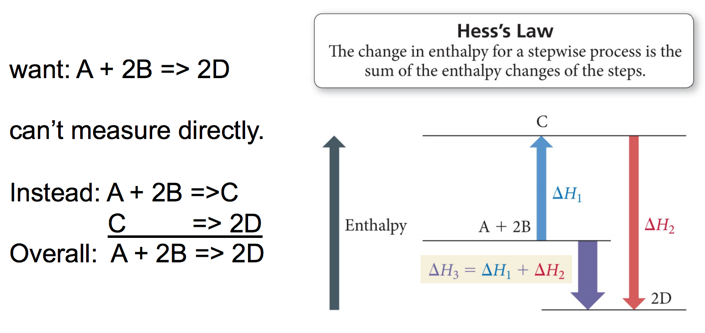 want: A + 2B => 2D
can't measure directly.
Instead: A + 2B =>C
C => 2D
Overall: A + 2B => 2D
Hess's Law
The change in enthalpy for a stepwise process is the
sum of the enthalpy changes of the steps.
C
ΔH₁
Enthalpy
A + 2B
ΔH₂
ΔH₃ = ΔH₁ + ΔH₂
2D